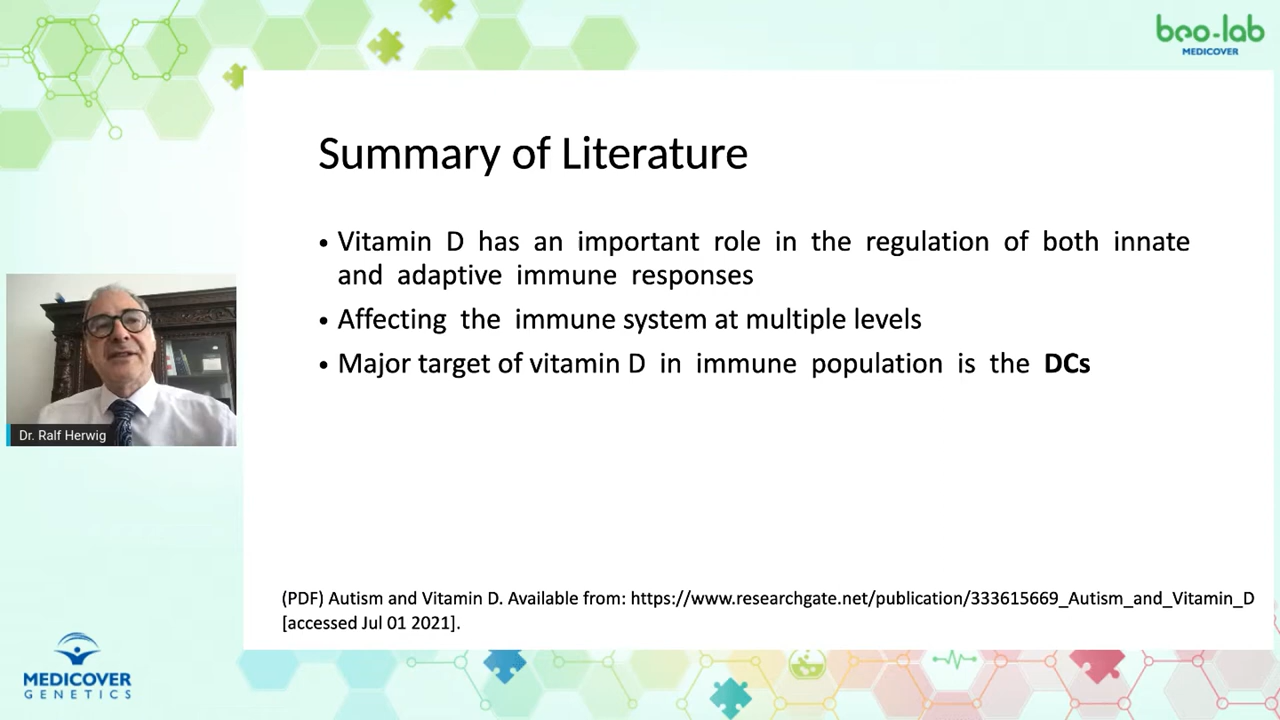 beo-lab
MEDICOVER
Summary of Literature
• Vitamin D has an important role in the regulation of both innate
and adaptive immune responses
• Affecting the immune system at multiple levels
• Major target of vitamin D in immune population is the DCs
Dr. Ralf Herwig
(PDF) Autism and Vitamin D. Available from: https://www.researchgate.net/publication/333615669_Autism_and_Vitamin_D
[accessed Jul 01 2021].
MEDICOVER
GENETICS